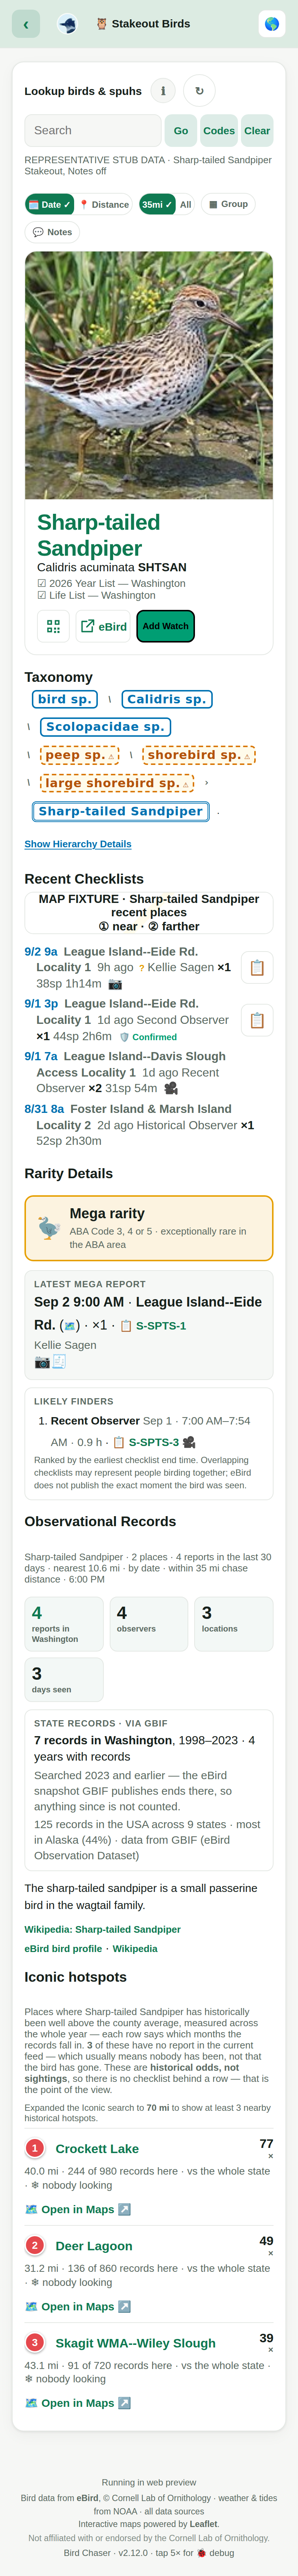 ‹ 🦉 Stakeout Birds 🌎
Lookup birds & spuhs ℹ ↻
Search Go Codes Clear
REPRESENTATIVE STUB DATA · Sharp-tailed Sandpiper
Stakeout, Notes off
🗓️ Date ✓ 📍 Distance 35mi ✓ All ▦ Group
💬 Notes
Sharp-tailed
Sandpiper
Calidris acuminata SHTSAN
☑ 2026 Year List — Washington
☑ Life List — Washington
eBird Add Watch
Taxonomy
bird sp. \ Calidris sp.
\ Scolopacidae sp.
\ peep sp. ⚠ \ shorebird sp. ⚠
\ large shorebird sp. ⚠ ›
Sharp-tailed Sandpiper .
Show Hierarchy Details
Recent Checklists
MAP FIXTURE · Sharp-tailed Sandpiper
recent places
① near · ② farther
9/2 9a League Island--Eide Rd.
Locality 1 9h ago ? Kellie Sagen ×1
38sp 1h14m 📷
9/1 3p League Island--Eide Rd.
Locality 1 1d ago Second Observer
×1 44sp 2h6m 🛡️ Confirmed
9/1 7a League Island--Davis Slough
Access Locality 1 1d ago Recent
Observer ×2 31sp 54m 🎥
8/31 8a Foster Island & Marsh Island
Locality 2 2d ago Historical Observer ×1
52sp 2h30m
Rarity Details
Mega rarity
ABA Code 3, 4 or 5 · exceptionally rare in
the ABA area
LATEST MEGA REPORT
Sep 2 9:00 AM · League Island--Eide
Rd. (🗺️) · ×1 · 📋 S-SPTS-1
Kellie Sagen
📷🧾
LIKELY FINDERS
1. Recent Observer Sep 1 · 7:00 AM–7:54
AM · 0.9 h · 📋 S-SPTS-3 🎥
Ranked by the earliest checklist end time. Overlapping
checklists may represent people birding together; eBird
does not publish the exact moment the bird was seen.
Observational Records
Sharp-tailed Sandpiper · 2 places · 4 reports in the last 30
days · nearest 10.6 mi · by date · within 35 mi chase
distance · 6:00 PM
4 4 3
reports in Washington observers locations
3
days seen
STATE RECORDS · VIA GBIF
7 records in Washington, 1998–2023 · 4
years with records
Searched 2023 and earlier — the eBird
snapshot GBIF publishes ends there, so
anything since is not counted.
125 records in the USA across 9 states · most
in Alaska (44%) · data from GBIF (eBird
Observation Dataset)
The sharp-tailed sandpiper is a small passerine
bird in the wagtail family.
Wikipedia: Sharp-tailed Sandpiper
eBird bird profile · Wikipedia
Iconic hotspots
Places where Sharp-tailed Sandpiper has historically
been well above the county average, measured across
the whole year — each row says which months the
records fall in. 3 of these have no report in the current
feed — which usually means nobody has been, not that
the bird has gone. These are historical odds, not
sightings, so there is no checklist behind a row — that is
the point of the view.
Expanded the Iconic search to 70 mi to show at least 3 nearby
historical hotspots.
1 Crockett Lake 77
×
40.0 mi · 244 of 980 records here · vs the whole state
· ❄ nobody looking
🗺️ Open in Maps ↗
2 Deer Lagoon 49
×
31.2 mi · 136 of 860 records here · vs the whole state
· ❄ nobody looking
🗺️ Open in Maps ↗
3 Skagit WMA--Wiley Slough 39
×
43.1 mi · 91 of 720 records here · vs the whole state ·
❄ nobody looking
🗺️ Open in Maps ↗
Running in web preview
Bird data from eBird, © Cornell Lab of Ornithology · weather & tides
from NOAA · all data sources
Interactive maps powered by Leaflet.
Not affiliated with or endorsed by the Cornell Lab of Ornithology.
Bird Chaser · v2.12.0 · tap 5× for 🐞 debug